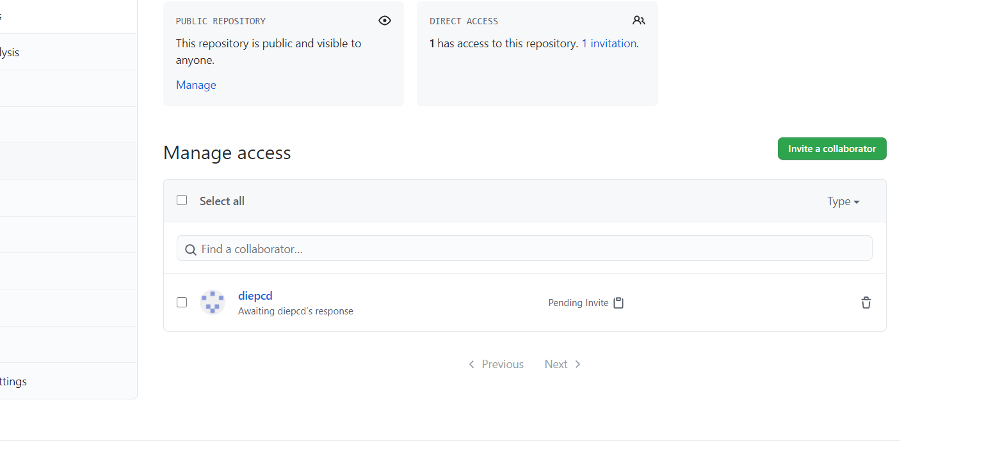 s
lysis
ttings
PUBLIC REPOSITORY
This repository is public and visible to
anyone.
Manage
DIRECT ACCESS
1 has access to this repository. 1 invitation.
Manage access
Invite a collaborator
Select all
Type
Find a collaborator...
diepcd
Awaiting diepcd's response
Pending Invite
Previous
Next